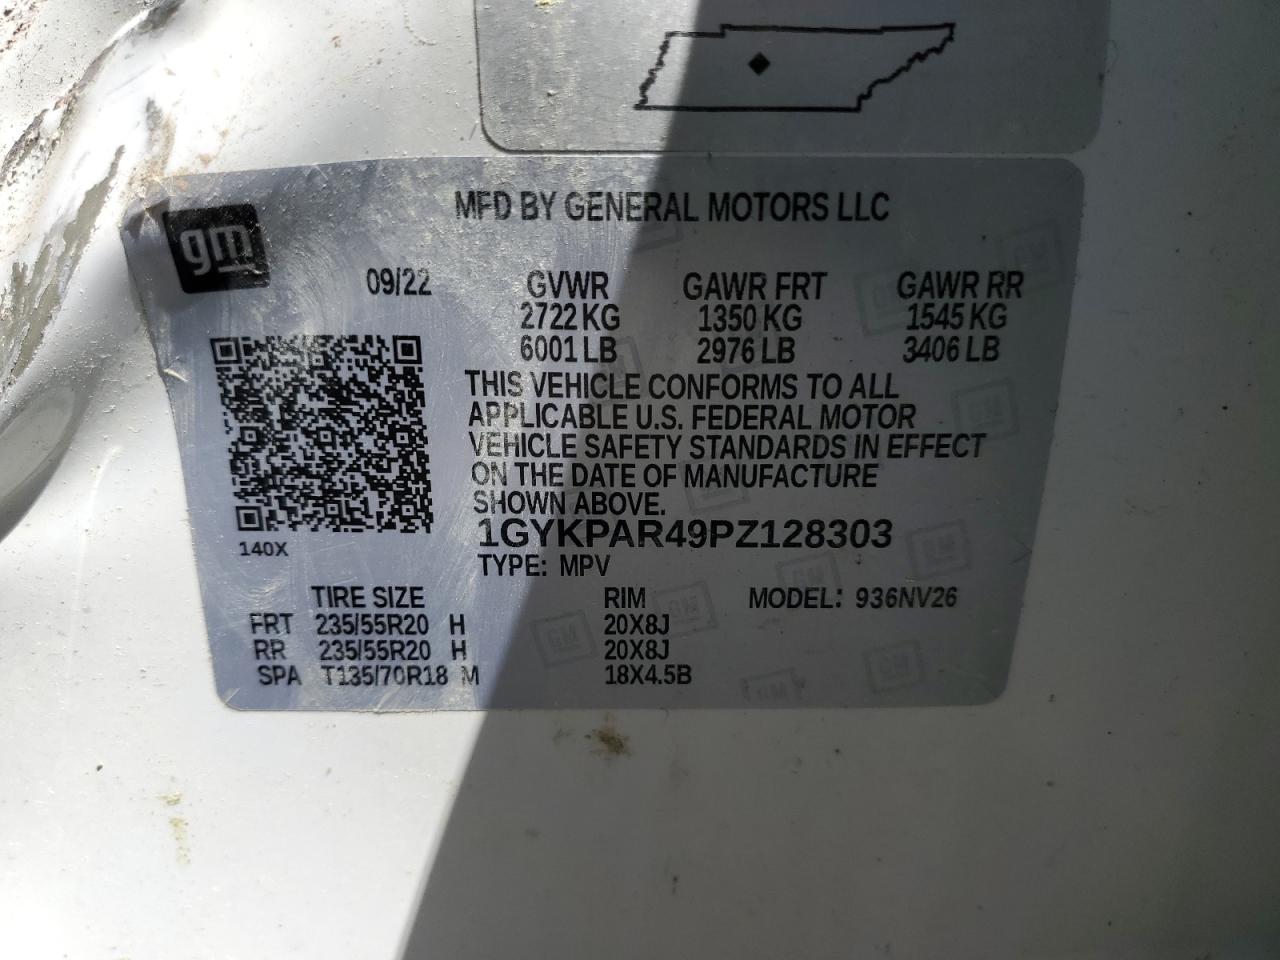 MFD BY GENERAL MOTORS LLC
gm
09/22 GVWR GAWR FRT GAWR RR
2722 KG 1350 KG 1545 KG
6001 LB 2976 LB 3406 LB
THIS VEHICLE CONFORMS TO ALL
APPLICABLE U.S. FEDERAL MOTOR
VEHICLE SAFETY STANDARDS IN EFFECT
ON THE DATE OF MANUFACTURE
SHOWN ABOVE.
1GYKPAR49PZ128303
140X
TYPE: MPV
TIRE SIZE RIM MODEL: 936NV26
FRT 235/55R20 H 20X8J
RR 235/55R20 H 20X8J
SPA T135/70R18 M 18X4.5B